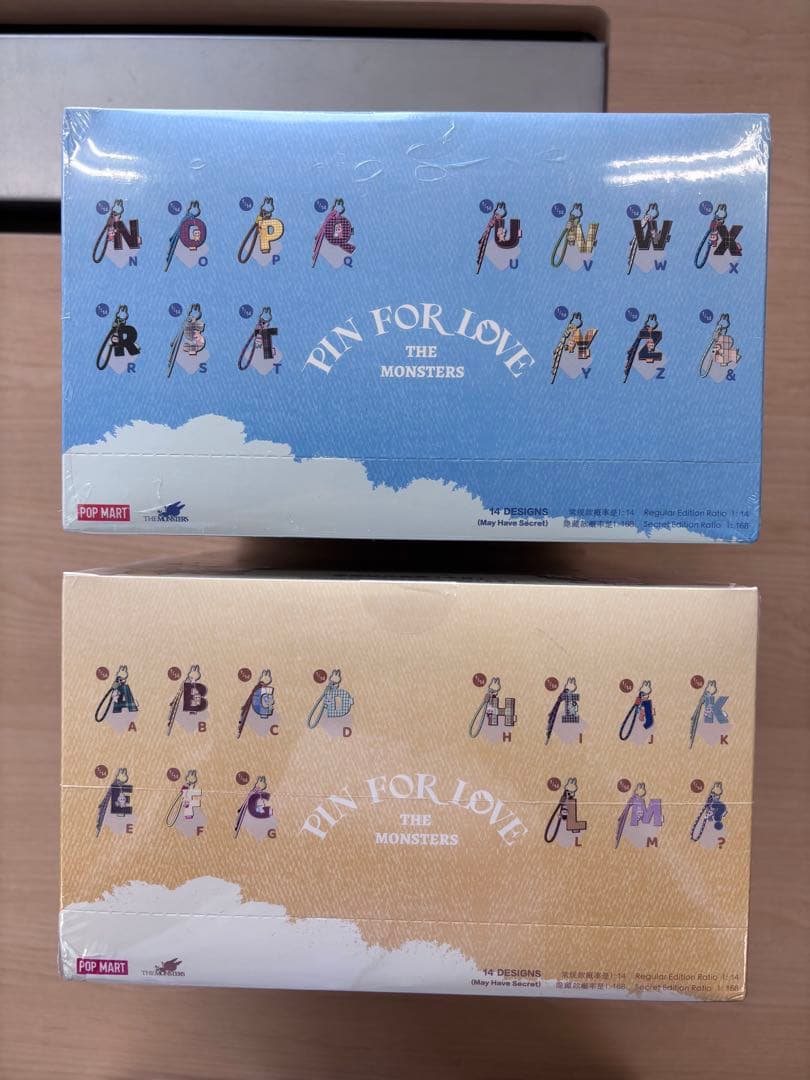 N
O
P
Q
U
V
W
X
R
S
T
Y
Z
&
PIN FOR LOVE
THE
MONSTERS
POP MART
THE MONSTERS
14 DESIGNS
(May Have Secret)
常规款概率是1:14 Regular Edition Ratio 1:14
隐藏款概率是1:168 Secret Edition Ratio 1:168
A
B
C
D
H
I
J
K
E
F
G
L
M
?
PIN FOR LOVE
THE
MONSTERS
POP MART
THE MONSTERS
14 DESIGNS
(May Have Secret)
常规款概率是1:14 Regular Edition Ratio 1:14
隐藏款概率是1:168 Secret Edition Ratio 1:168